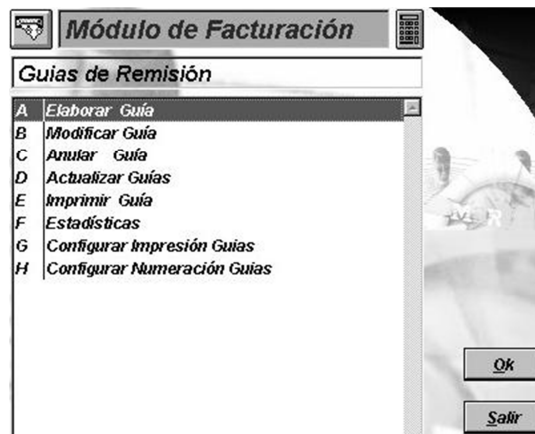 Módulo de Facturación
Guias de Remisión
A Elaborar Guía
B Modificar Guía
C Anular Guía
D Actualizar Guías
E Imprimir Guía
F Estadísticas
G Configurar Impresión Guias
H Configurar Numeración Guias
Ok
Salir